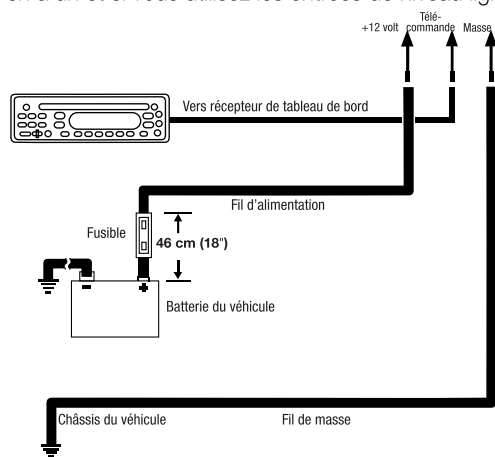 Télé-
+12 volt commande Masse
Vers récepteur de tableau de bord
Fil d'alimentation
Fusible
46 cm (18")
Batterie du véhicule
Châssis du véhicule Fil de masse